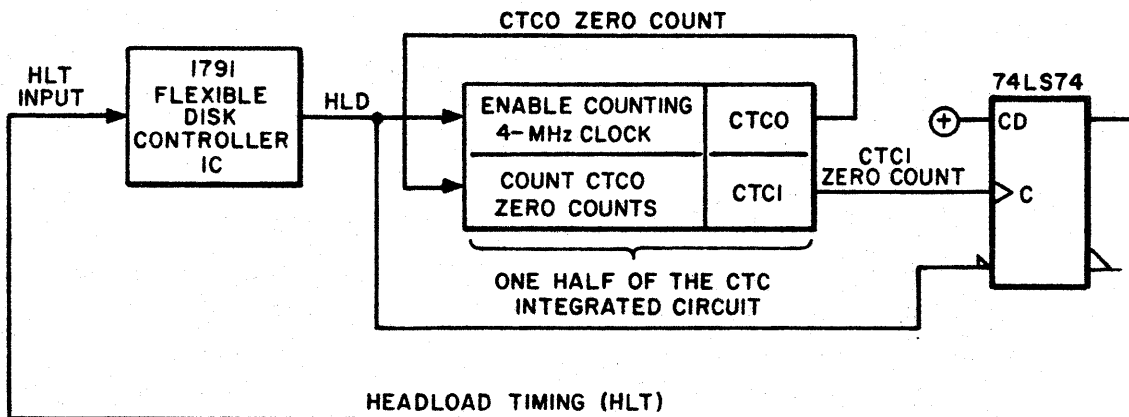 CTCO ZERO COUNT
HLT
INPUT
1791
FLEXIBLE
DISK
CONTROLLER
IC
HLD
ENABLE COUNTING
4-MHz CLOCK
CTCO
COUNT CTCO
ZERO COUNTS
CTCI
CTCI
ZERO COUNT
74LS74
+
CD
C
ONE HALF OF THE CTC
INTEGRATED CIRCUIT
HEADLOAD TIMING (HLT)